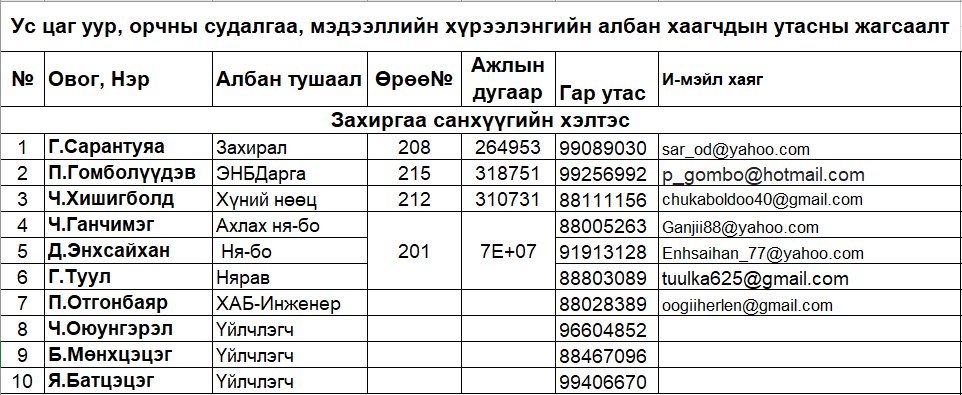 Ус цаг уур, орчны судалгаа, мэдээллийн хүрээлэнгийн албан хаагчдын утасны жагсаалт
№ Овог, Нэр Албан тушаал Өрөө№ Ажлын дугаар Гар утас И-мэйл хаяг
Захиргаа санхүүгийн хэлтэс
1 Г.Сарантуяа Захирал 208 264953 99089030 sar_od@yahoo.com
2 П.Гомболүүдэв ЭНБДарга 215 318751 99256992 p_gombo@hotmail.com
3 Ч.Хишигболд Хүний нөөц 212 310731 88111156 chukaboldoo40@gmail.com
4 Ч.Ганчимэг Ахлах ня-бо 88005263 Ganjii88@yahoo.com
5 Д.Энхсайхан Ня-бо 201 7E+07 91913128 Enhsaihan_77@yahoo.com
6 Г.Туул Нярав 88803089 tuulka625@gmail.com
7 П.Отгонбаяр ХАБ-Инженер 88028389 oogiiherlen@gmail.com
8 Ч.Оюунгэрэл Үйлчлэгч 96604852
9 Б.Мөнхцэцэг Үйлчлэгч 88467096
10 Я.Батцэцэг Үйлчлэгч 99406670